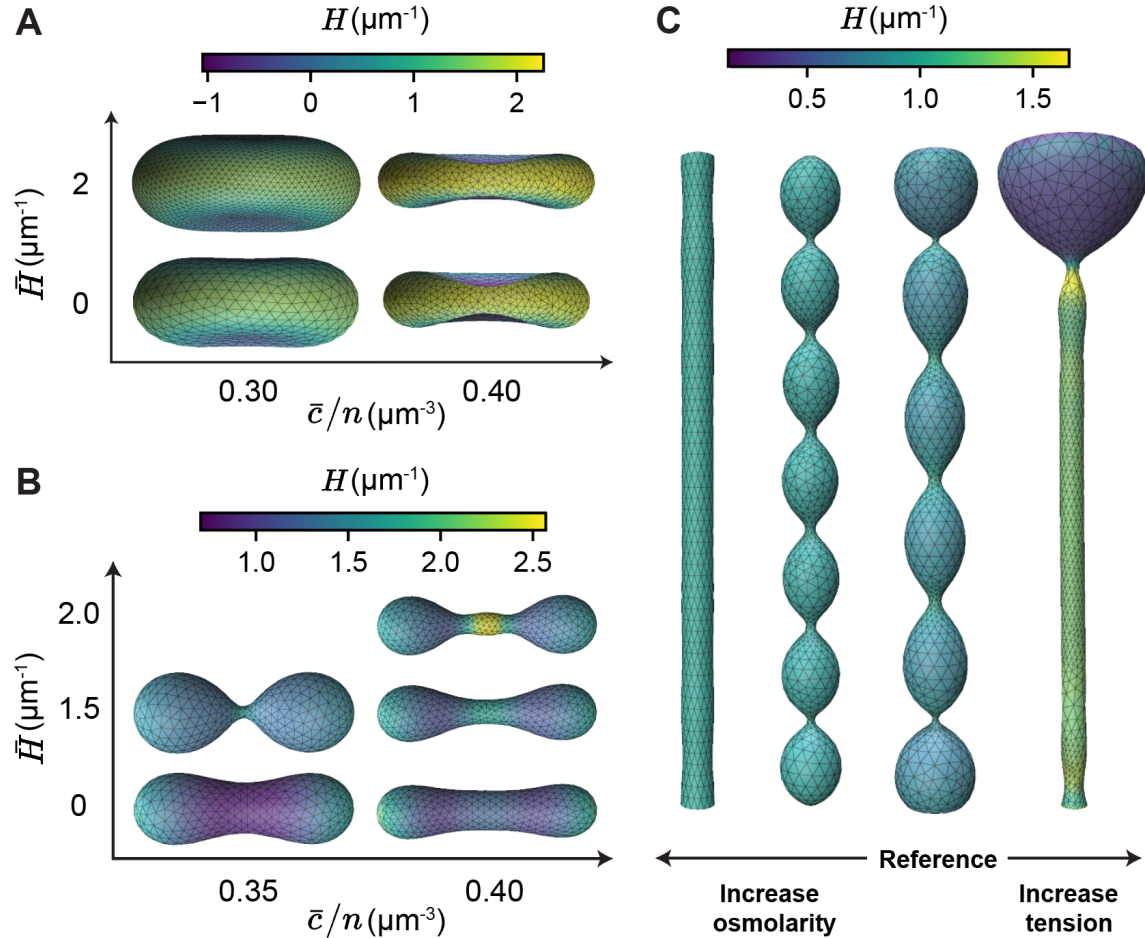 A
H (µm⁻¹)
−1 0 1 2
H̄ (µm⁻¹)
2
0
0.30 0.40
c̄/n (µm⁻³)
B
H (µm⁻¹)
1.0 1.5 2.0 2.5
H̄ (µm⁻¹)
2.0
1.5
0
0.35 0.40
c̄/n (µm⁻³)
C
H (µm⁻¹)
0.5 1.0 1.5
Reference
Increase
osmolarity
Increase
tension